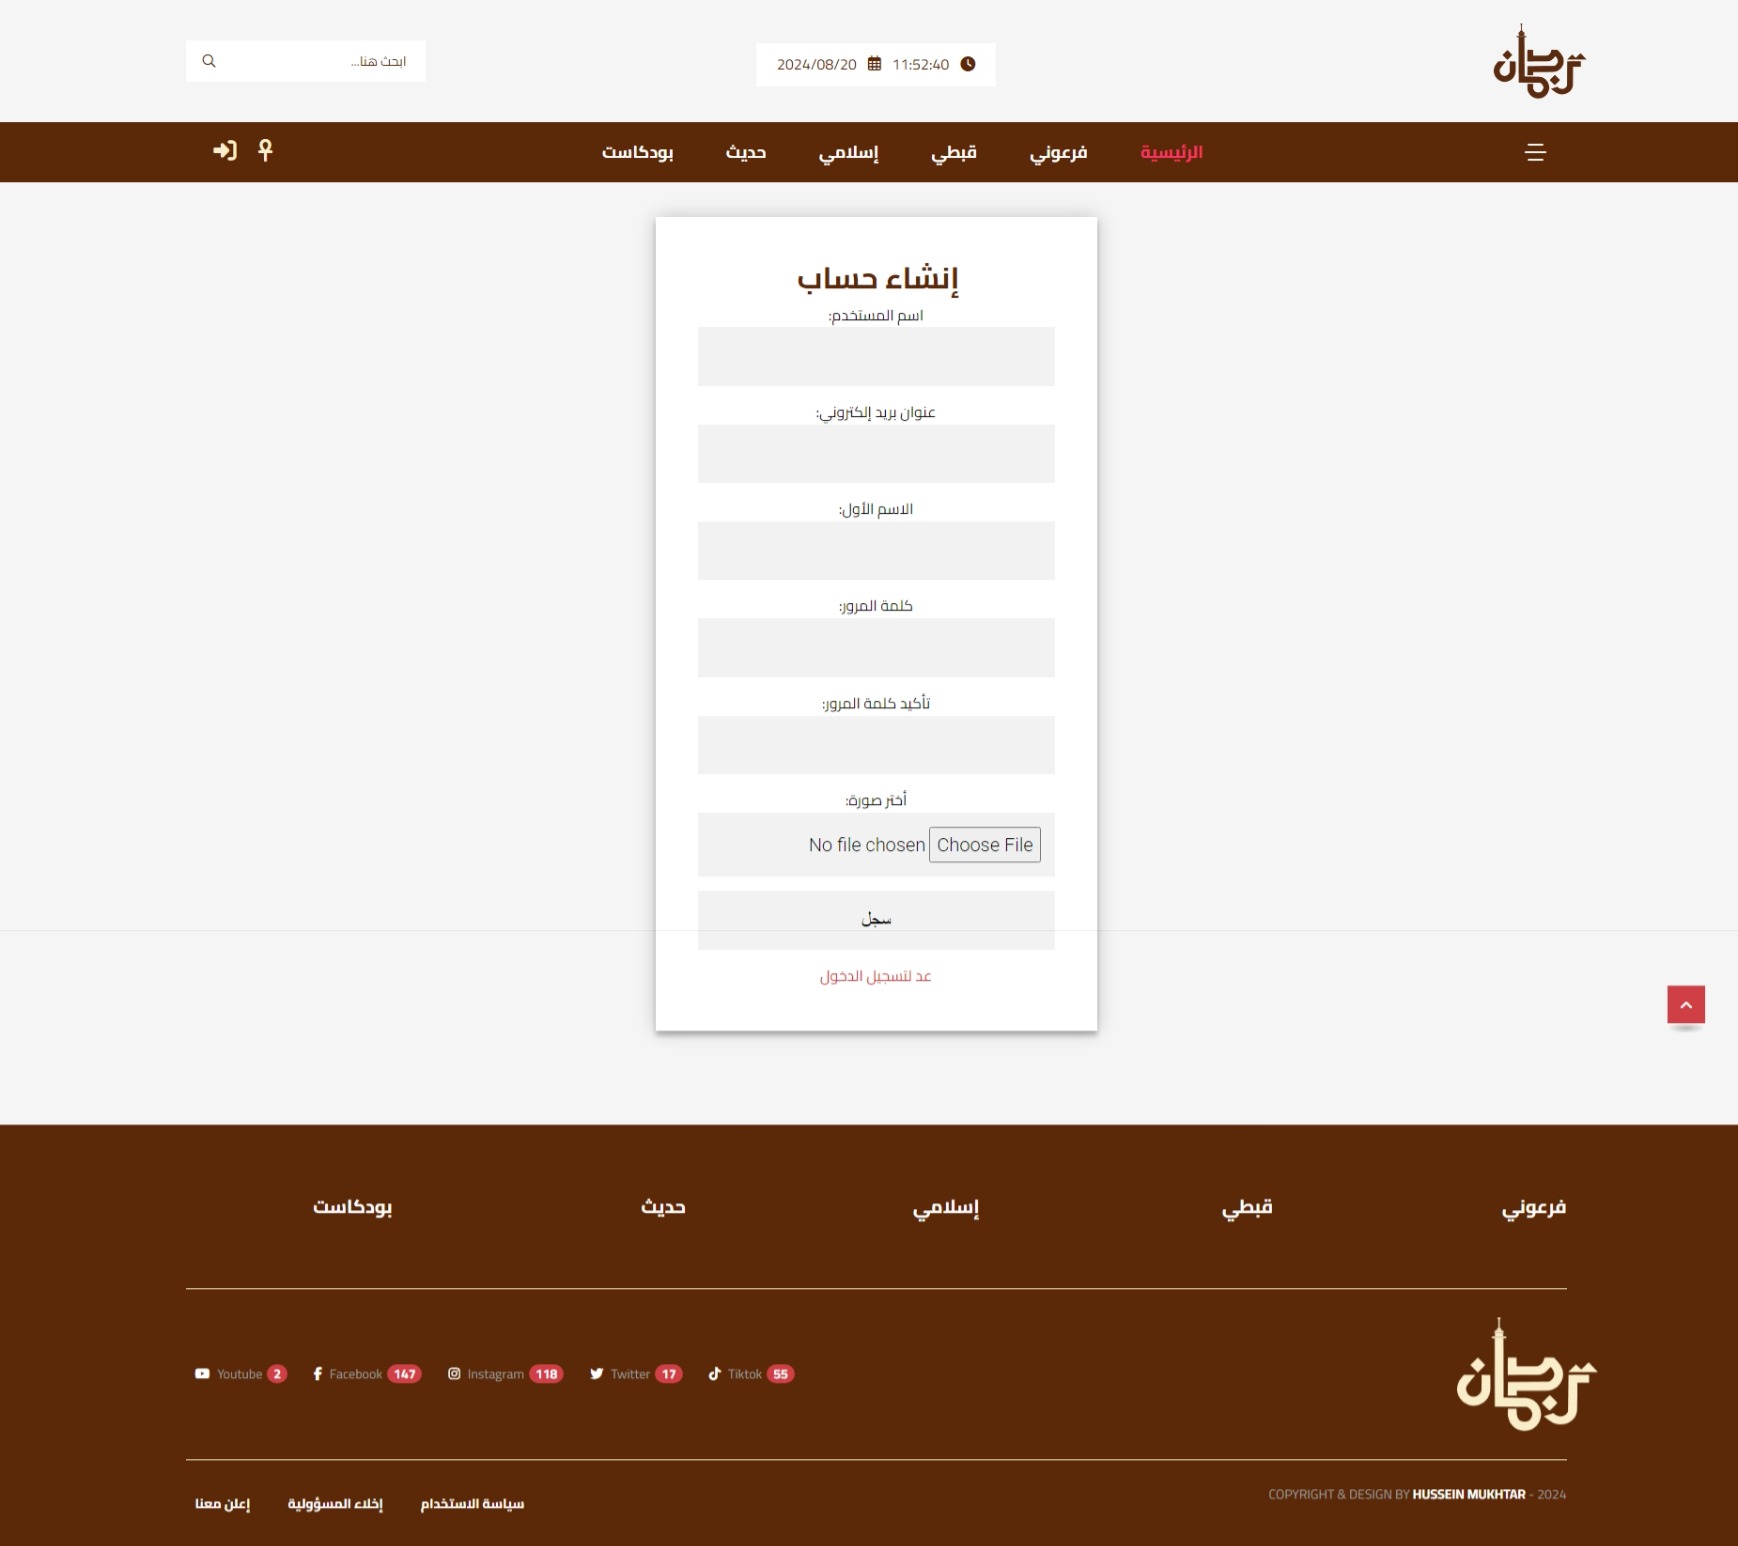 ترجمان
11:52:40 2024/08/20
ابحث هنا...
الرئيسية فرعوني قبطي إسلامي حديث بودكاست
إنشاء حساب
اسم المستخدم:
عنوان بريد إلكتروني:
الاسم الأول:
كلمة المرور:
تأكيد كلمة المرور:
أختر صورة:
Choose File No file chosen
سجل
عد لتسجيل الدخول
فرعوني قبطي إسلامي حديث بودكاست
ترجمان
Youtube 2 Facebook 147 Instagram 118 Twitter 17 Tiktok 55
COPYRIGHT & DESIGN BY HUSSEIN MUKHTAR - 2024
سياسة الاستخدام إخلاء المسؤولية إعلن معنا